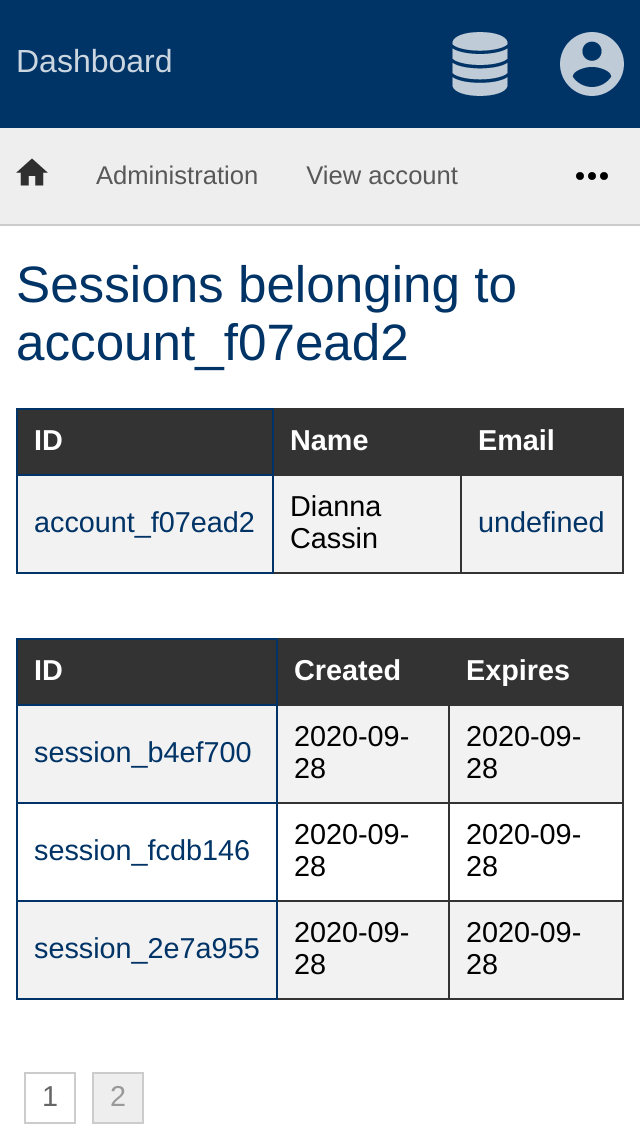 Dashboard
Administration View account
Sessions belonging to
account_f07ead2
ID Name Email
account_f07ead2 Dianna Cassin undefined
ID Created Expires
session_b4ef700 2020-09-28 2020-09-28
session_fcdb146 2020-09-28 2020-09-28
session_2e7a955 2020-09-28 2020-09-28
1 2